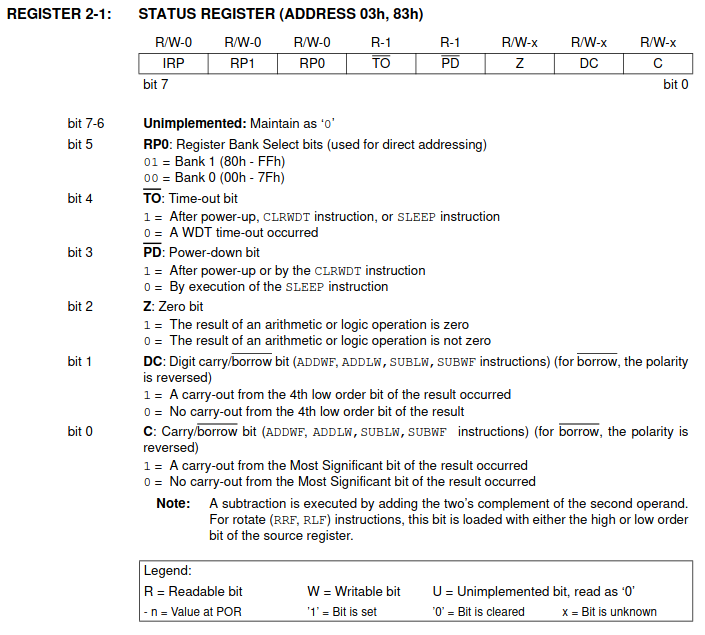 REGISTER 2-1: STATUS REGISTER (ADDRESS 03h, 83h)
R/W-0 R/W-0 R/W-0 R-1 R-1 R/W-x R/W-x R/W-x
IRP RP1 RP0 TO PD Z DC C
bit 7 bit 0
bit 7-6 Unimplemented: Maintain as ‘0’
bit 5 RP0: Register Bank Select bits (used for direct addressing)
01 = Bank 1 (80h - FFh)
00 = Bank 0 (00h - 7Fh)
bit 4 TO: Time-out bit
1 = After power-up, CLRWDT instruction, or SLEEP instruction
0 = A WDT time-out occurred
bit 3 PD: Power-down bit
1 = After power-up or by the CLRWDT instruction
0 = By execution of the SLEEP instruction
bit 2 Z: Zero bit
1 = The result of an arithmetic or logic operation is zero
0 = The result of an arithmetic or logic operation is not zero
bit 1 DC: Digit carry/borrow bit (ADDWF, ADDLW, SUBLW, SUBWF instructions) (for borrow, the polarity
is reversed)
1 = A carry-out from the 4th low order bit of the result occurred
0 = No carry-out from the 4th low order bit of the result
bit 0 C: Carry/borrow bit (ADDWF, ADDLW, SUBLW, SUBWF instructions) (for borrow, the polarity is
reversed)
1 = A carry-out from the Most Significant bit of the result occurred
0 = No carry-out from the Most Significant bit of the result occurred
Note: A subtraction is executed by adding the two’s complement of the second operand.
For rotate (RRF, RLF) instructions, this bit is loaded with either the high or low order
bit of the source register.
Legend:
R = Readable bit W = Writable bit U = Unimplemented bit, read as ‘0’
- n = Value at POR '1' = Bit is set '0' = Bit is cleared x = Bit is unknown